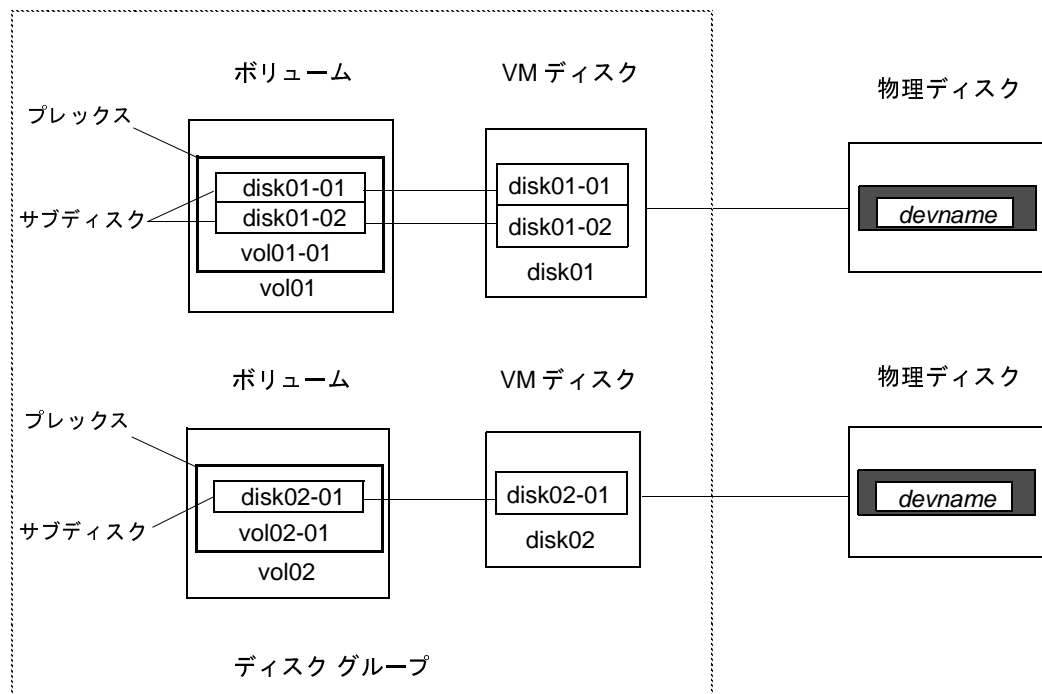 ボリューム
VM ディスク
物理ディスク
プレックス
サブディスク
disk01-01
disk01-02
vol01-01
vol01
disk01-01
disk01-02
disk01
devname
ボリューム
VM ディスク
物理ディスク
プレックス
サブディスク
disk02-01
vol02-01
vol02
disk02-01
disk02
devname
ディスク グループ